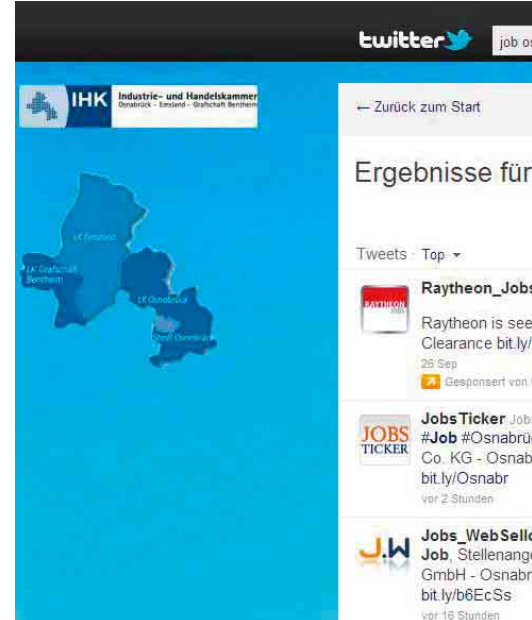 twitter
job os
IHK Industrie- und Handelskammer
Osnabrück - Emsland - Grafschaft Bentheim
← Zurück zum Start
Ergebnisse für
LK Emsland
LK Grafschaft
Bentheim
LK Osnabrück
Stadt Osnabrück
Tweets · Top
RAYTHEON
JOBS
Raytheon_Jobs
Raytheon is see
Clearance bit.ly/
26 Sep
Gesponsert von
JOBS
TICKER
JobsTicker Job
#Job #Osnabrü
Co. KG - Osnab
bit.ly/Osnabr
vor 2 Stunden
J.W
Jobs_WebSello
Job, Stellenange
GmbH - Osnabr
bit.ly/b6EcSs
vor 16 Stunden